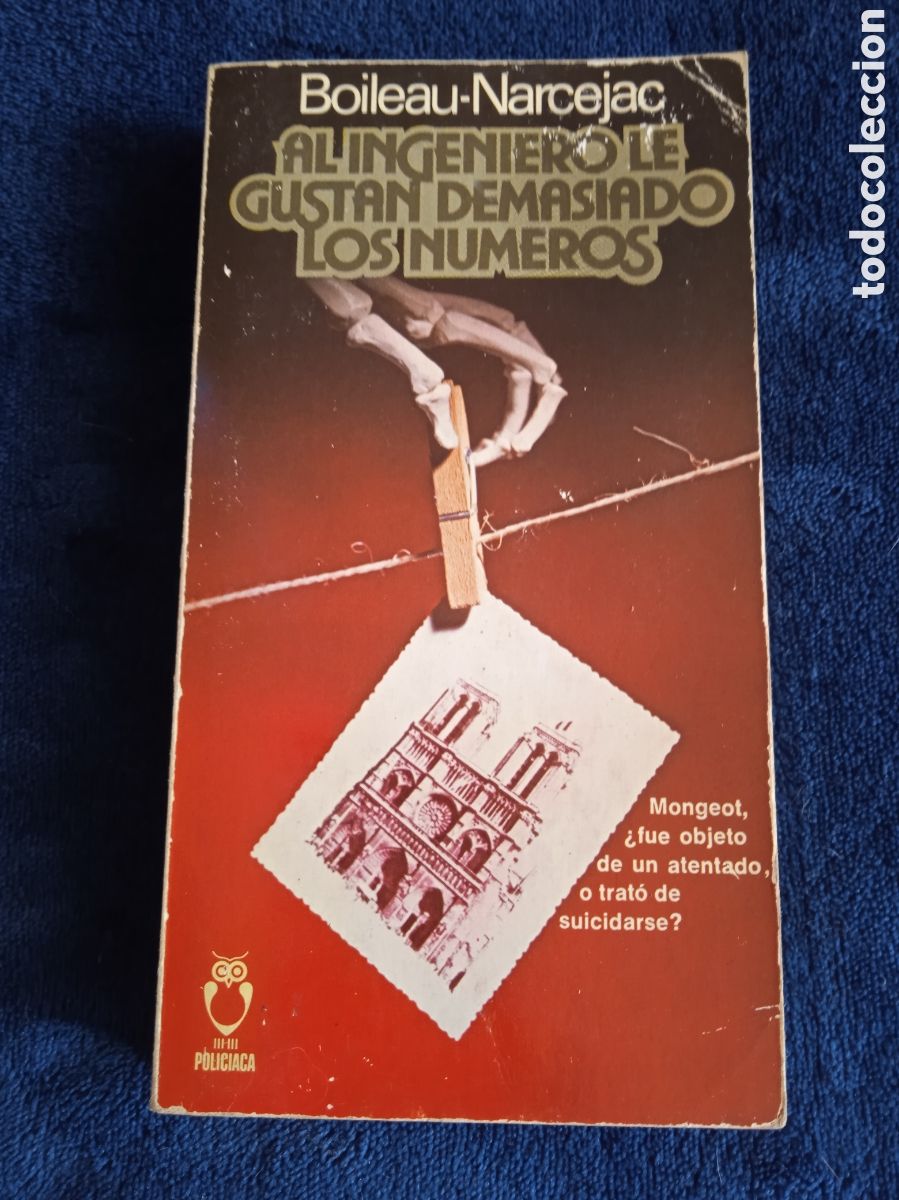 Boileau-Narcejac
AL INGENIERO LE
GUSTAN DEMASIADO
LOS NUMEROS
Mongeot,
¿fue objeto
de un atentado,
o trató de
suicidarse?
POLICIACA
todocoleccion